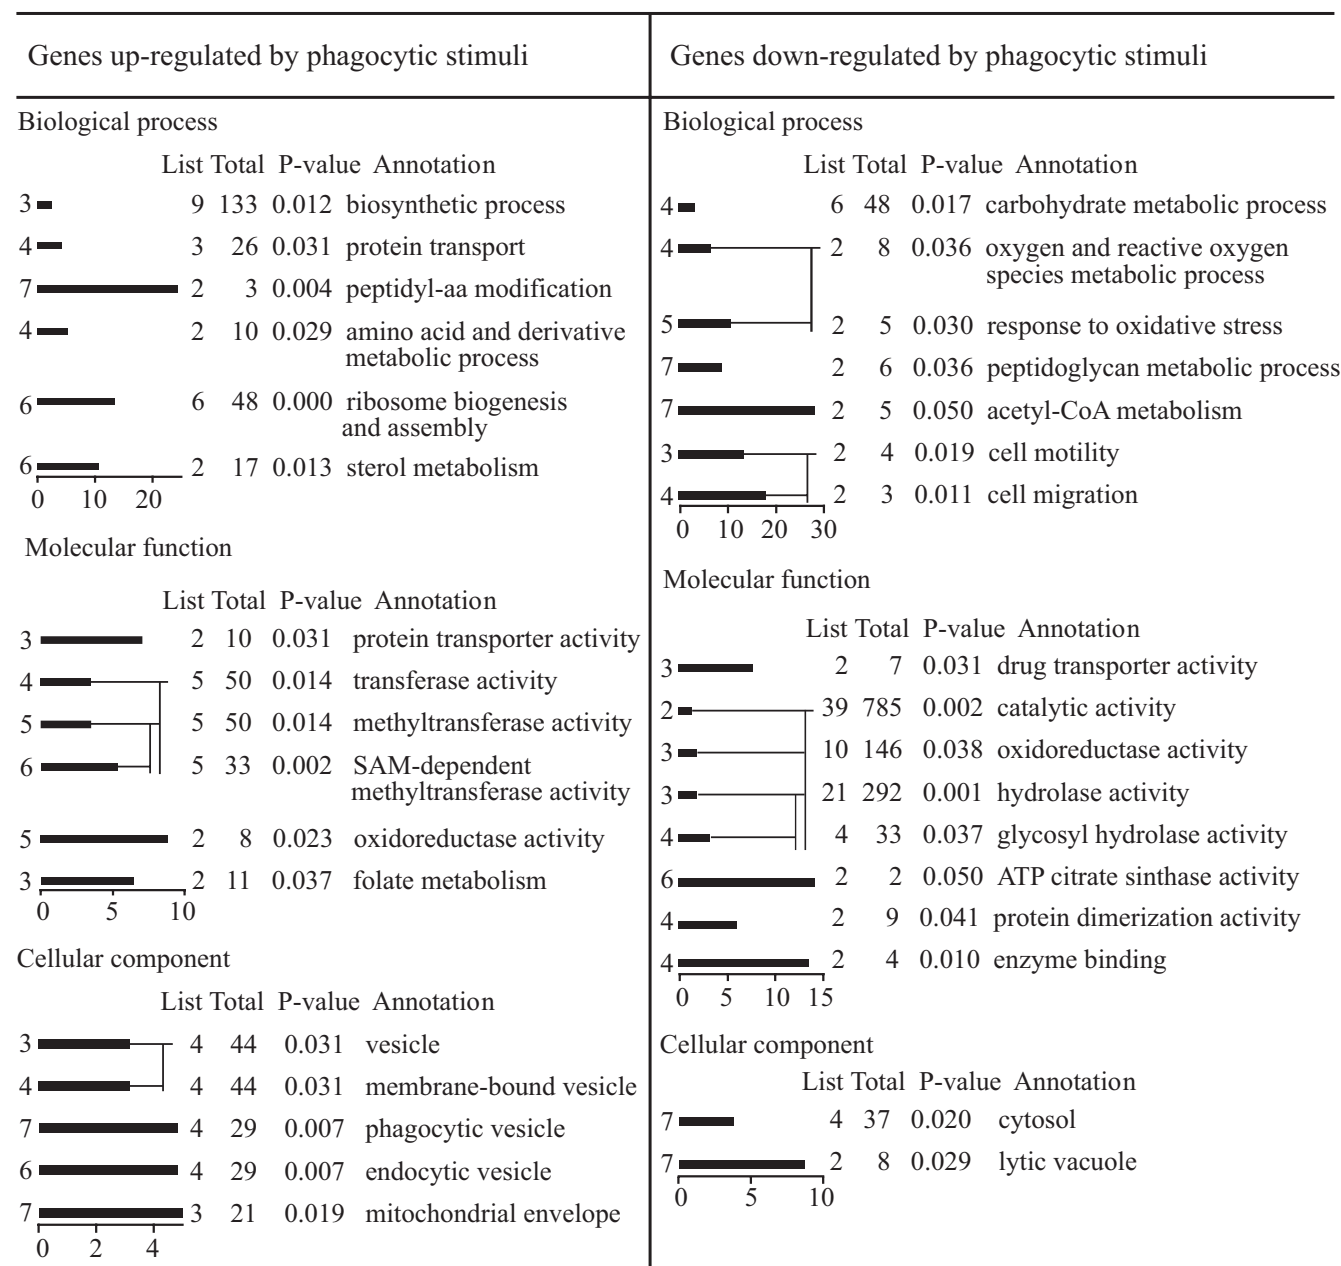 Genes up-regulated by phagocytic stimuli
Biological process
List Total P-value Annotation
3 9 133 0.012 biosynthetic process
4 3 26 0.031 protein transport
7 2 3 0.004 peptidyl-aa modification
4 2 10 0.029 amino acid and derivative
metabolic process
6 6 48 0.000 ribosome biogenesis
and assembly
6 2 17 0.013 sterol metabolism
0 10 20
Molecular function
List Total P-value Annotation
3 2 10 0.031 protein transporter activity
4 5 50 0.014 transferase activity
5 5 50 0.014 methyltransferase activity
6 5 33 0.002 SAM-dependent
methyltransferase activity
5 2 8 0.023 oxidoreductase activity
3 2 11 0.037 folate metabolism
0 5 10
Cellular component
List Total P-value Annotation
3 4 44 0.031 vesicle
4 4 44 0.031 membrane-bound vesicle
7 4 29 0.007 phagocytic vesicle
6 4 29 0.007 endocytic vesicle
7 3 21 0.019 mitochondrial envelope
0 2 4
Genes down-regulated by phagocytic stimuli
Biological process
List Total P-value Annotation
4 6 48 0.017 carbohydrate metabolic process
4 2 8 0.036 oxygen and reactive oxygen
species metabolic process
5 2 5 0.030 response to oxidative stress
7 2 6 0.036 peptidoglycan metabolic process
7 2 5 0.050 acetyl-CoA metabolism
3 2 4 0.019 cell motility
4 2 3 0.011 cell migration
0 10 20 30
Molecular function
List Total P-value Annotation
3 2 7 0.031 drug transporter activity
2 39 785 0.002 catalytic activity
3 10 146 0.038 oxidoreductase activity
3 21 292 0.001 hydrolase activity
4 4 33 0.037 glycosyl hydrolase activity
6 2 2 0.050 ATP citrate sinthase activity
4 2 9 0.041 protein dimerization activity
4 2 4 0.010 enzyme binding
0 5 10 15
Cellular component
List Total P-value Annotation
7 4 37 0.020 cytosol
7 2 8 0.029 lytic vacuole
0 5 10